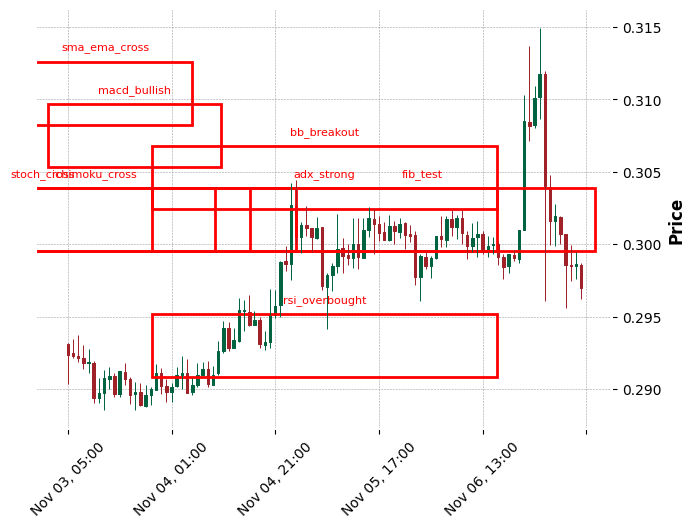 sma_ema_cross
0.315
macd_bullish
0.310
bb_breakout
0.305
stoch_cross
ichimoku_cross
adx_strong
fib_test
0.300
Price
rsi_overbought
0.295
0.290
Nov 03, 05:00
Nov 04, 01:00
Nov 04, 21:00
Nov 05, 17:00
Nov 06, 13:00